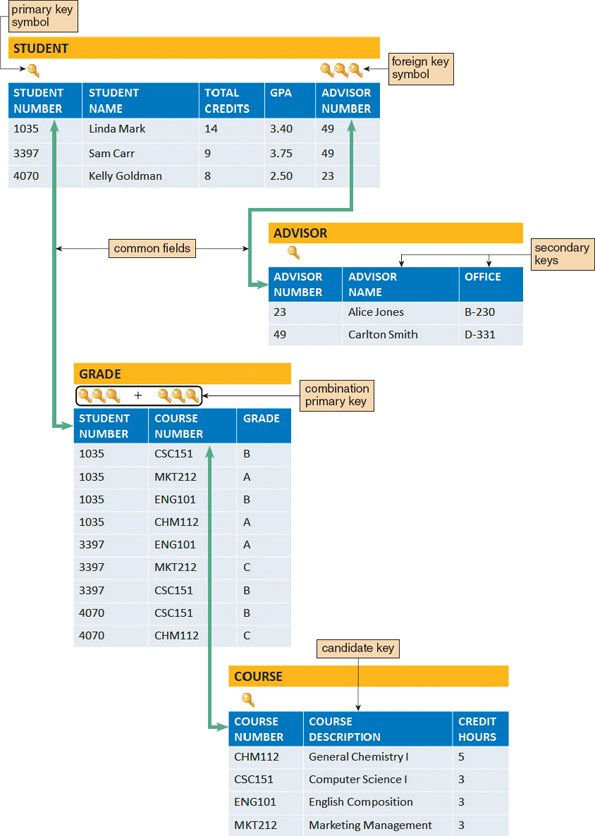 primary key
symbol
STUDENT
foreign key
symbol
STUDENT NUMBER STUDENT NAME TOTAL CREDITS GPA ADVISOR NUMBER
1035 Linda Mark 14 3.40 49
3397 Sam Carr 9 3.75 49
4070 Kelly Goldman 8 2.50 23
common fields
ADVISOR
secondary
keys
ADVISOR NUMBER ADVISOR NAME OFFICE
23 Alice Jones B-230
49 Carlton Smith D-331
GRADE
+
combination
primary key
STUDENT NUMBER COURSE NUMBER GRADE
1035 CSC151 B
1035 MKT212 A
1035 ENG101 B
1035 CHM112 A
3397 ENG101 A
3397 MKT212 C
3397 CSC151 B
4070 CSC151 B
4070 CHM112 C
candidate key
COURSE
COURSE NUMBER COURSE DESCRIPTION CREDIT HOURS
CHM112 General Chemistry I 5
CSC151 Computer Science I 3
ENG101 English Composition 3
MKT212 Marketing Management 3